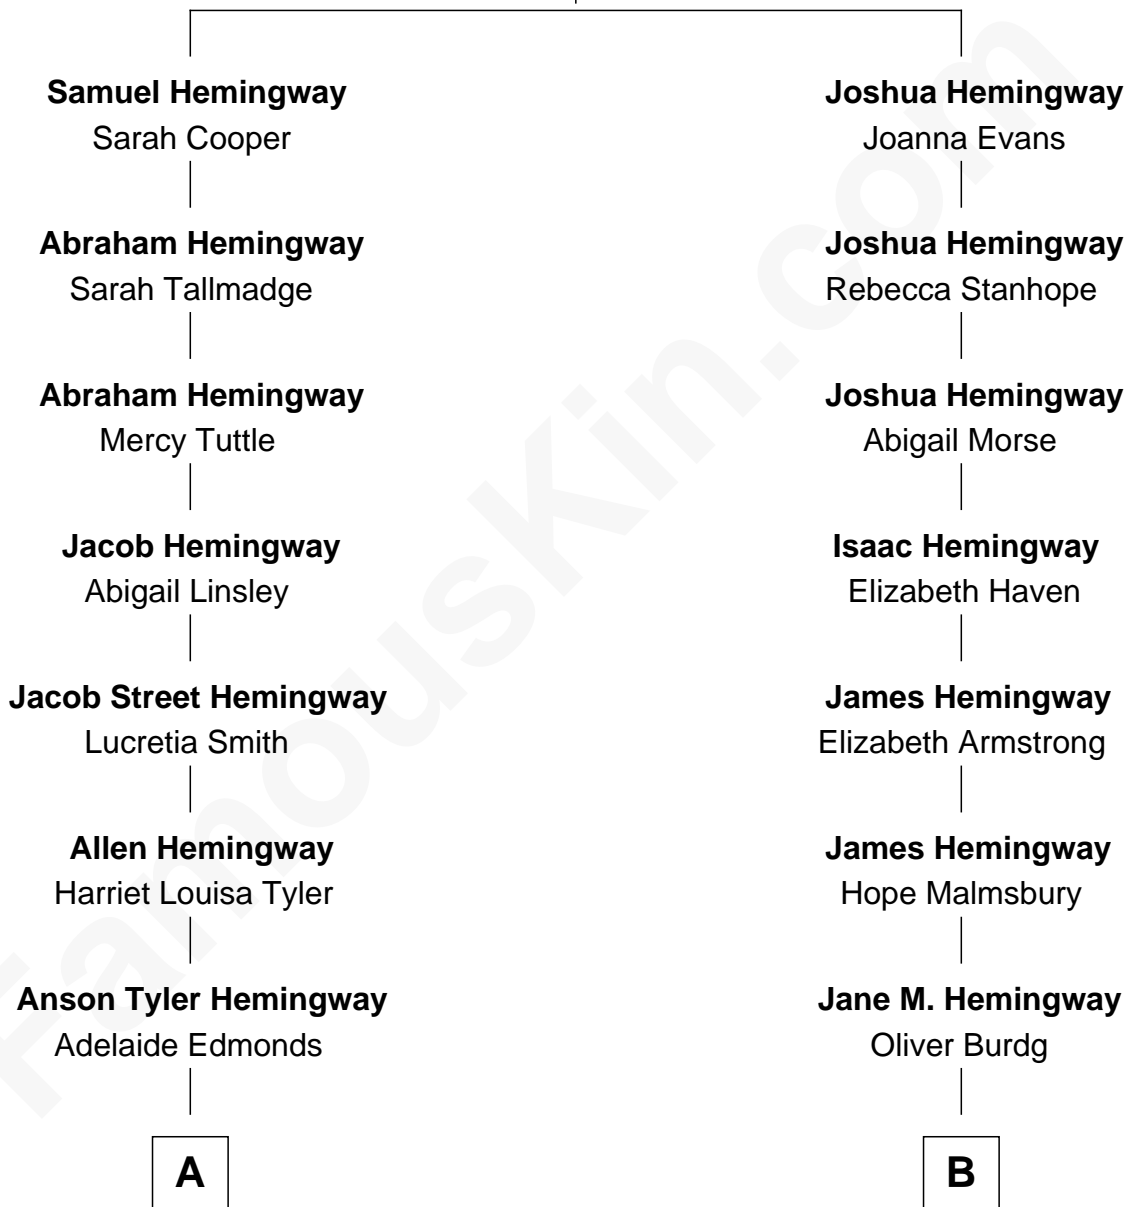 Samuel Hemingway
Sarah Cooper
Abraham Hemingway
Sarah Tallmadge
Abraham Hemingway
Mercy Tuttle
Jacob Hemingway
Abigail Linsley
Jacob Street Hemingway
Lucretia Smith
Allen Hemingway
Harriet Louisa Tyler
Anson Tyler Hemingway
Adelaide Edmonds
A
Joshua Hemingway
Joanna Evans
Joshua Hemingway
Rebecca Stanhope
Joshua Hemingway
Abigail Morse
Isaac Hemingway
Elizabeth Haven
James Hemingway
Elizabeth Armstrong
James Hemingway
Hope Malmsbury
Jane M. Hemingway
Oliver Burdg
B
FamousKin.com